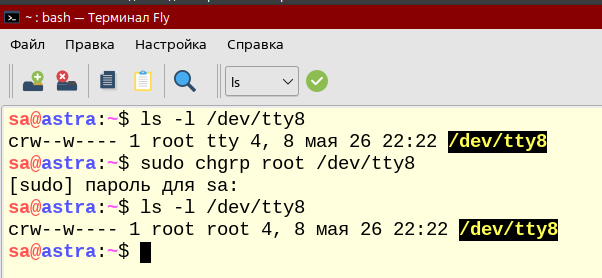 ~ : bash — Терминал Fly
Файл Правка Настройка Справка
ls
sa@astra:~$ ls -l /dev/tty8
crw--w---- 1 root tty 4, 8 мая 26 22:22 /dev/tty8
sa@astra:~$ sudo chgrp root /dev/tty8
[sudo] пароль для sa:
sa@astra:~$ ls -l /dev/tty8
crw--w---- 1 root root 4, 8 мая 26 22:22 /dev/tty8
sa@astra:~$